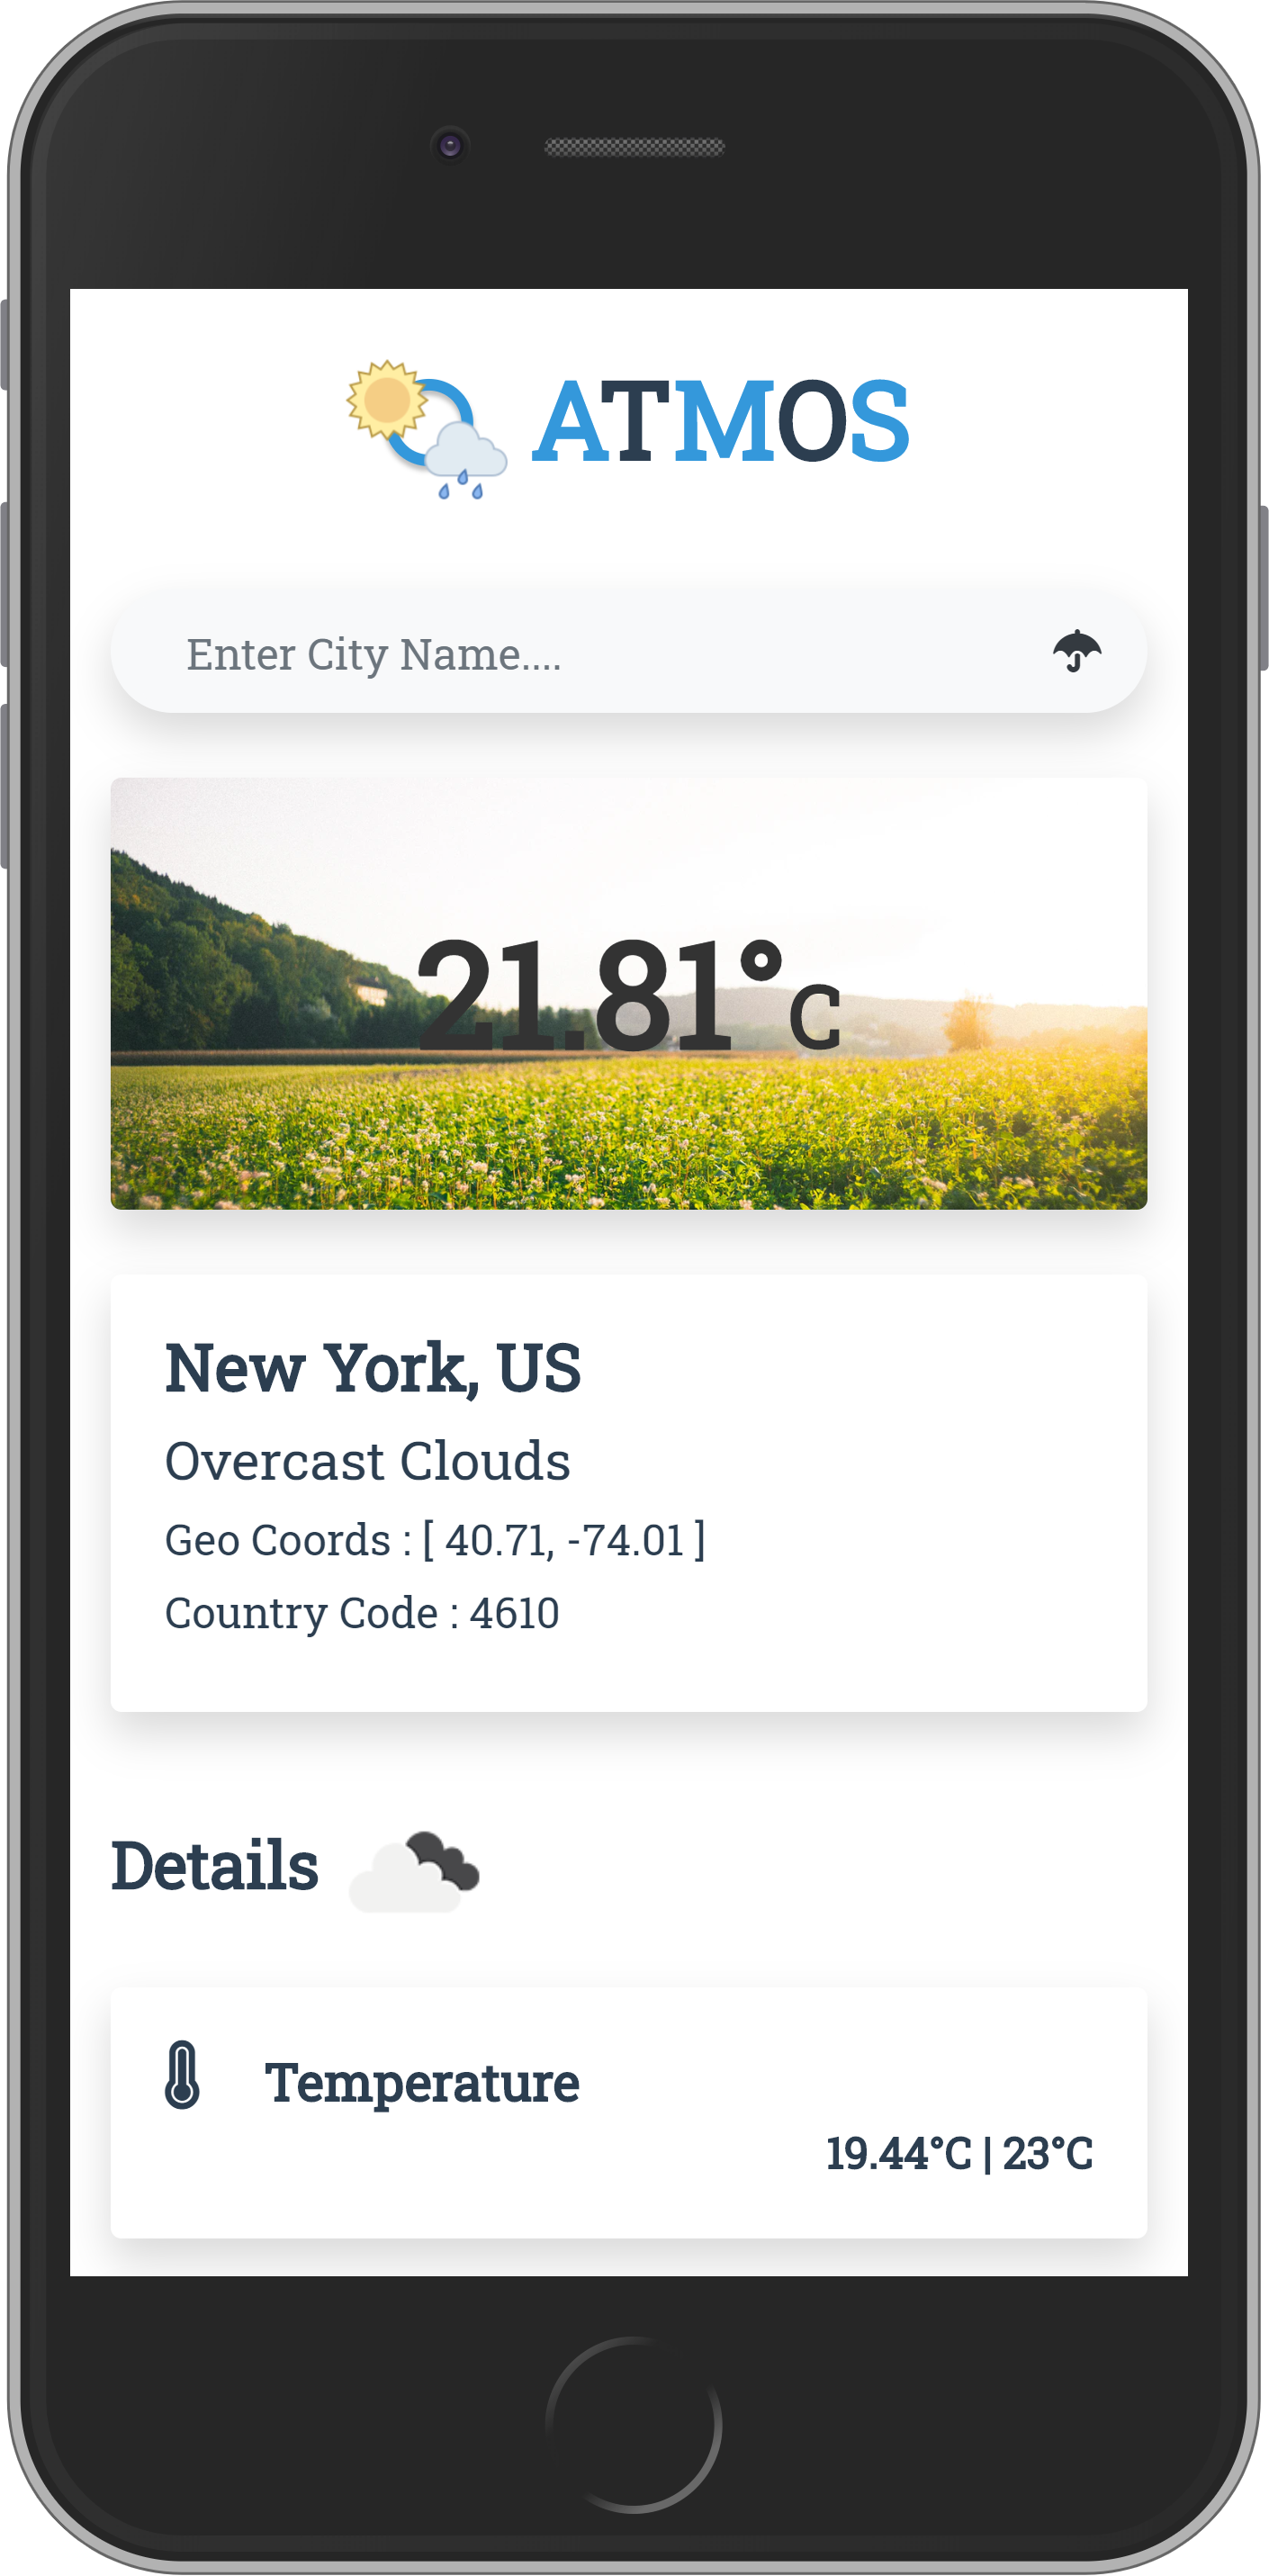 ATMOS
Enter City Name....
21.81°C
New York, US
Overcast Clouds
Geo Coords : [ 40.71, -74.01 ]
Country Code : 4610
Details
Temperature
19.44°C | 23°C